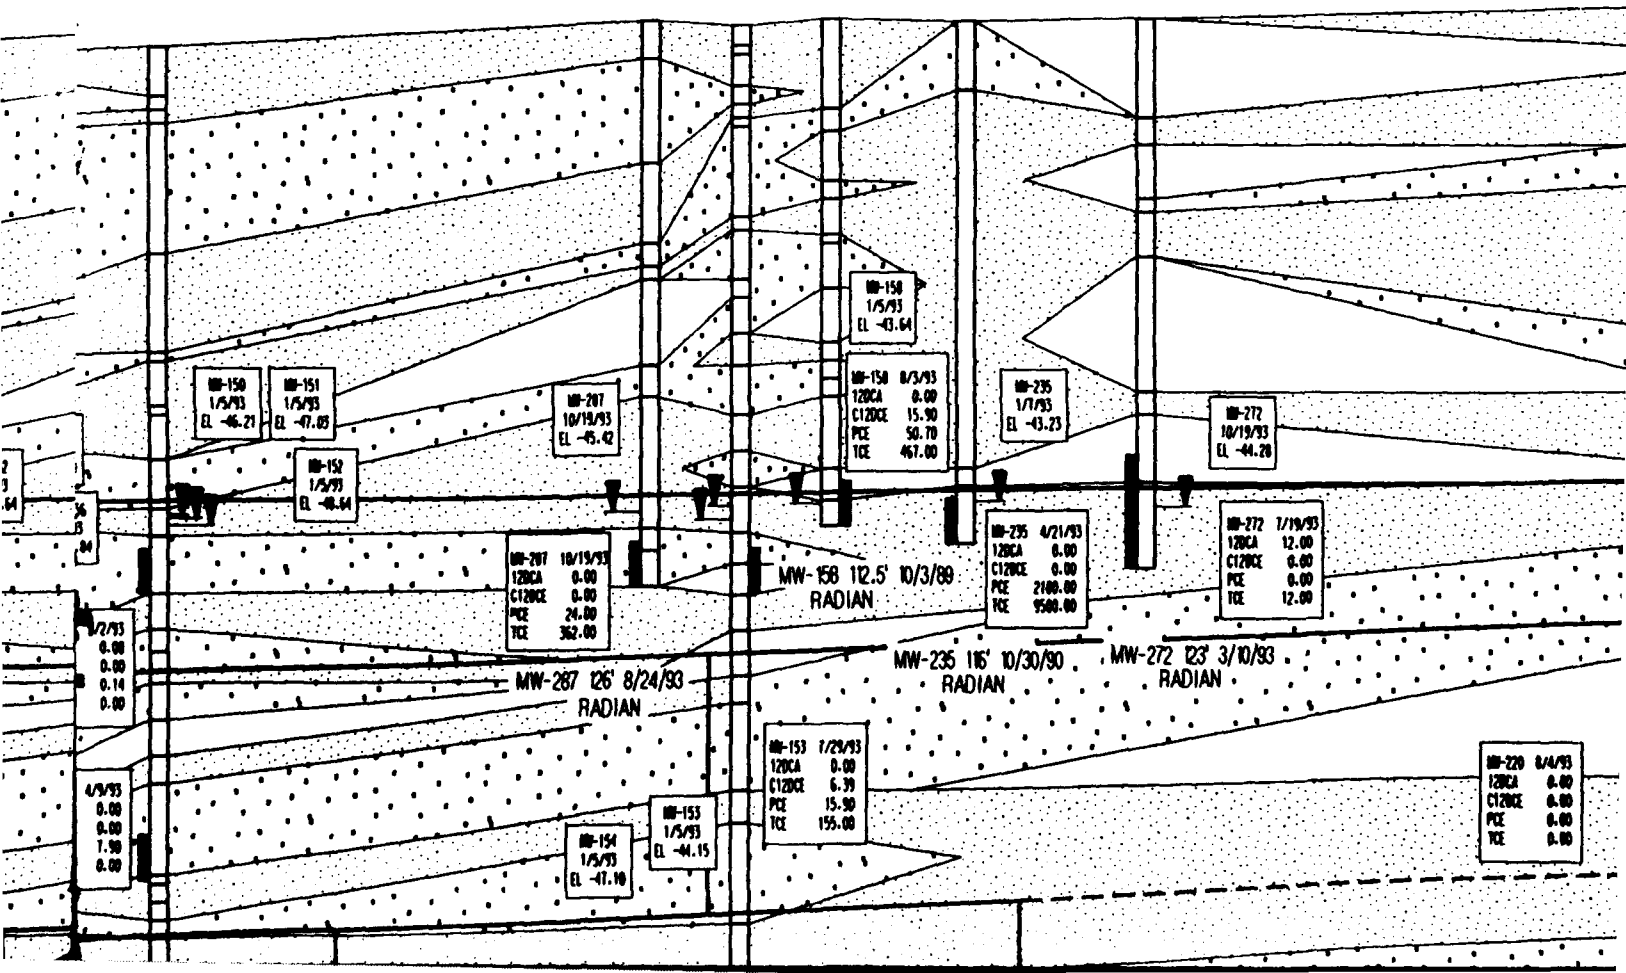 MW-158
1/5/93
EL -43.64
MW-150
1/5/93
EL -46.21
MW-151
1/5/93
EL -47.03
MW-207
10/19/93
EL -45.42
MW-158 8/3/93
12DCA 0.00
C12DCE 15.90
PCE 50.70
TCE 467.00
MW-235
1/7/93
EL -43.23
MW-272
10/19/93
EL -44.28
MW-152
1/5/93
EL -48.64
2
3
.64
36
3
84
MW-207 10/19/93
12DCA 0.00
C12DCE 0.00
PCE 24.00
TCE 362.00
MW-158 112.5' 10/3/89
RADIAN
MW-235 4/21/93
12DCA 0.00
C12DCE 0.00
PCE 2100.00
TCE 9500.00
MW-272 7/19/93
12DCA 12.00
C12DCE 0.00
PCE 0.00
TCE 12.00
/2/93
0.00
0.00
0.14
0.00
MW-287 126' 8/24/93
RADIAN
MW-235 116' 10/30/90
RADIAN
MW-272 123' 3/10/93
RADIAN
MW-153 7/29/93
12DCA 0.00
C12DCE 6.39
PCE 15.90
TCE 155.00
4/9/93
0.00
0.00
7.90
0.00
MW-153
1/5/93
EL -44.15
MW-154
1/5/93
EL -47.10
MW-220 8/4/93
12DCA 0.00
C12DCE 0.00
PCE 0.00
TCE 0.00